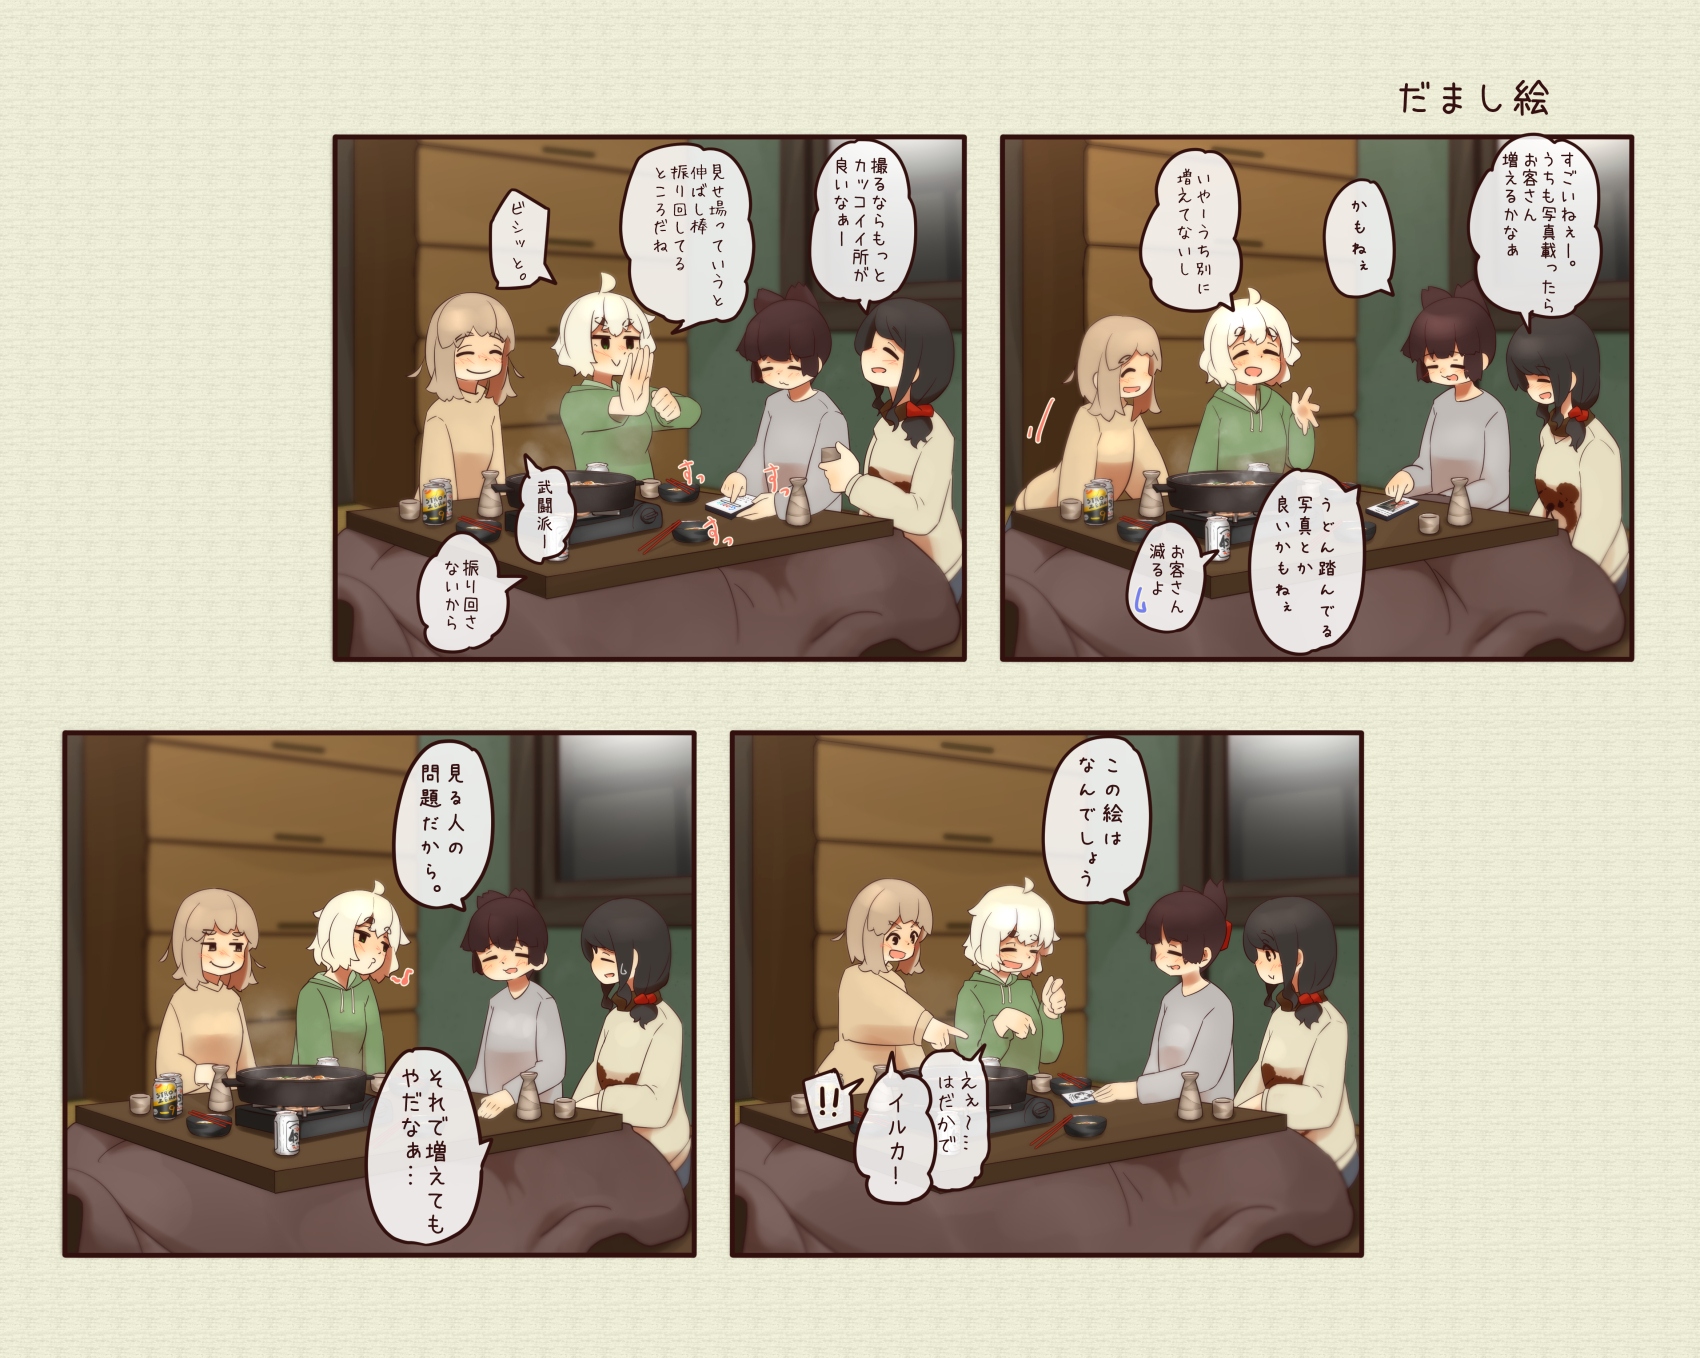 だまし絵
すごいねぇー。
うちも写真載ったら
お客さん
増えるかなぁ
かもねぇ
いやーうち別に
増えてないし
うどん踏んでる
写真とか
良いかもねぇ
お客さん
減るよ
撮るならもっと
カッコイイ所が
良いなぁー
見せ場っていうと
伸ばし棒
振り回してる
ところだね
ビシッと。
すっ
すっ
すっ
武闘派ー
振り回さ
ないから
この絵は
なんでしょう
えぇ〜…
はだかで
イルカ!
!!
見る人の
問題だから。
それで増えても
やだなぁ…